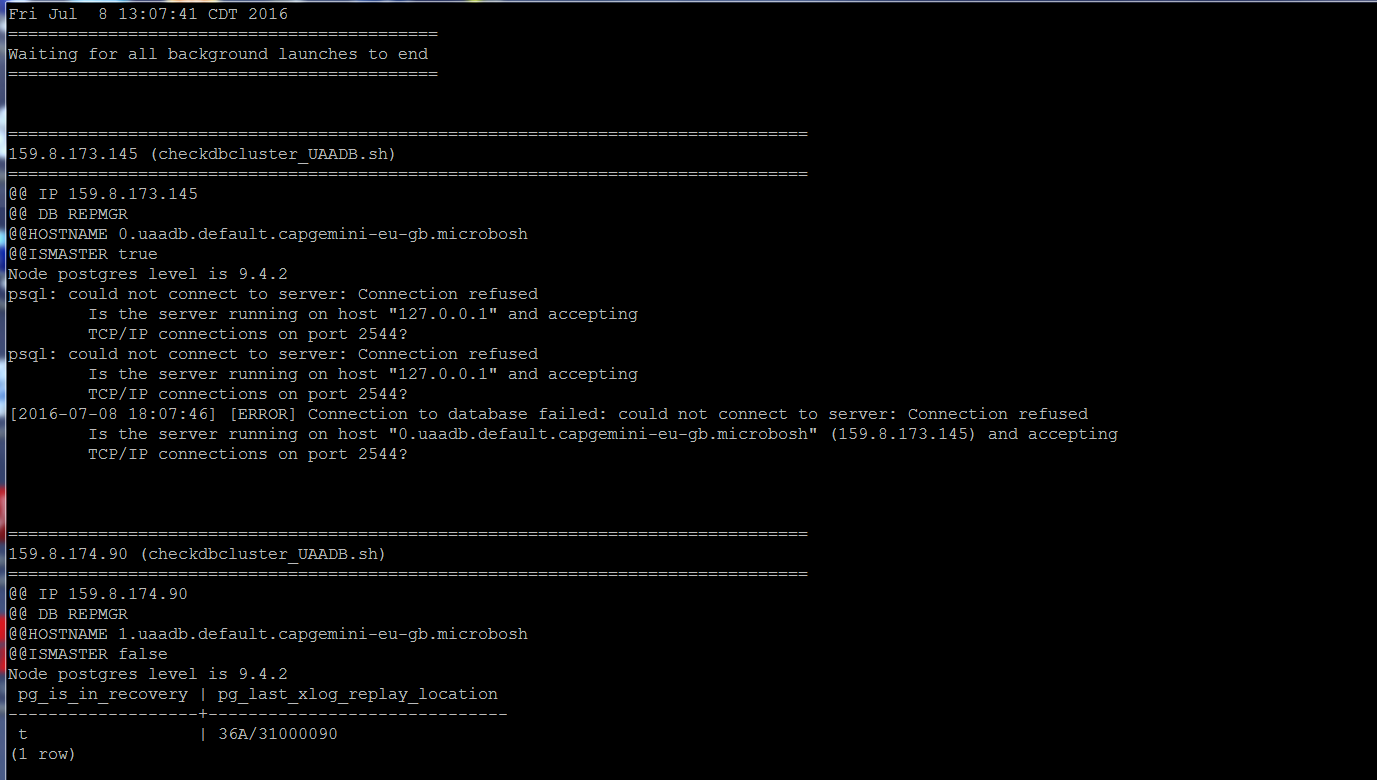 Fri Jul  8 13:07:41 CDT 2016
===========================================
Waiting for all background launches to end
===========================================
================================================================================
159.8.173.145 (checkdbcluster_UAADB.sh)
================================================================================
@@ IP 159.8.173.145
@@ DB REPMGR
@@HOSTNAME 0.uaadb.default.capgemini-eu-gb.microbosh
@@ISMASTER true
Node postgres level is 9.4.2
psql: could not connect to server: Connection refused
        Is the server running on host "127.0.0.1" and accepting
        TCP/IP connections on port 2544?
psql: could not connect to server: Connection refused
        Is the server running on host "127.0.0.1" and accepting
        TCP/IP connections on port 2544?
[2016-07-08 18:07:46] [ERROR] Connection to database failed: could not connect to server: Connection refused
        Is the server running on host "0.uaadb.default.capgemini-eu-gb.microbosh" (159.8.173.145) and accepting
        TCP/IP connections on port 2544?
================================================================================
159.8.174.90 (checkdbcluster_UAADB.sh)
================================================================================
@@ IP 159.8.174.90
@@ DB REPMGR
@@HOSTNAME 1.uaadb.default.capgemini-eu-gb.microbosh
@@ISMASTER false
Node postgres level is 9.4.2
 pg_is_in_recovery | pg_last_xlog_replay_location
-------------------+------------------------------
 t                 | 36A/31000090
(1 row)